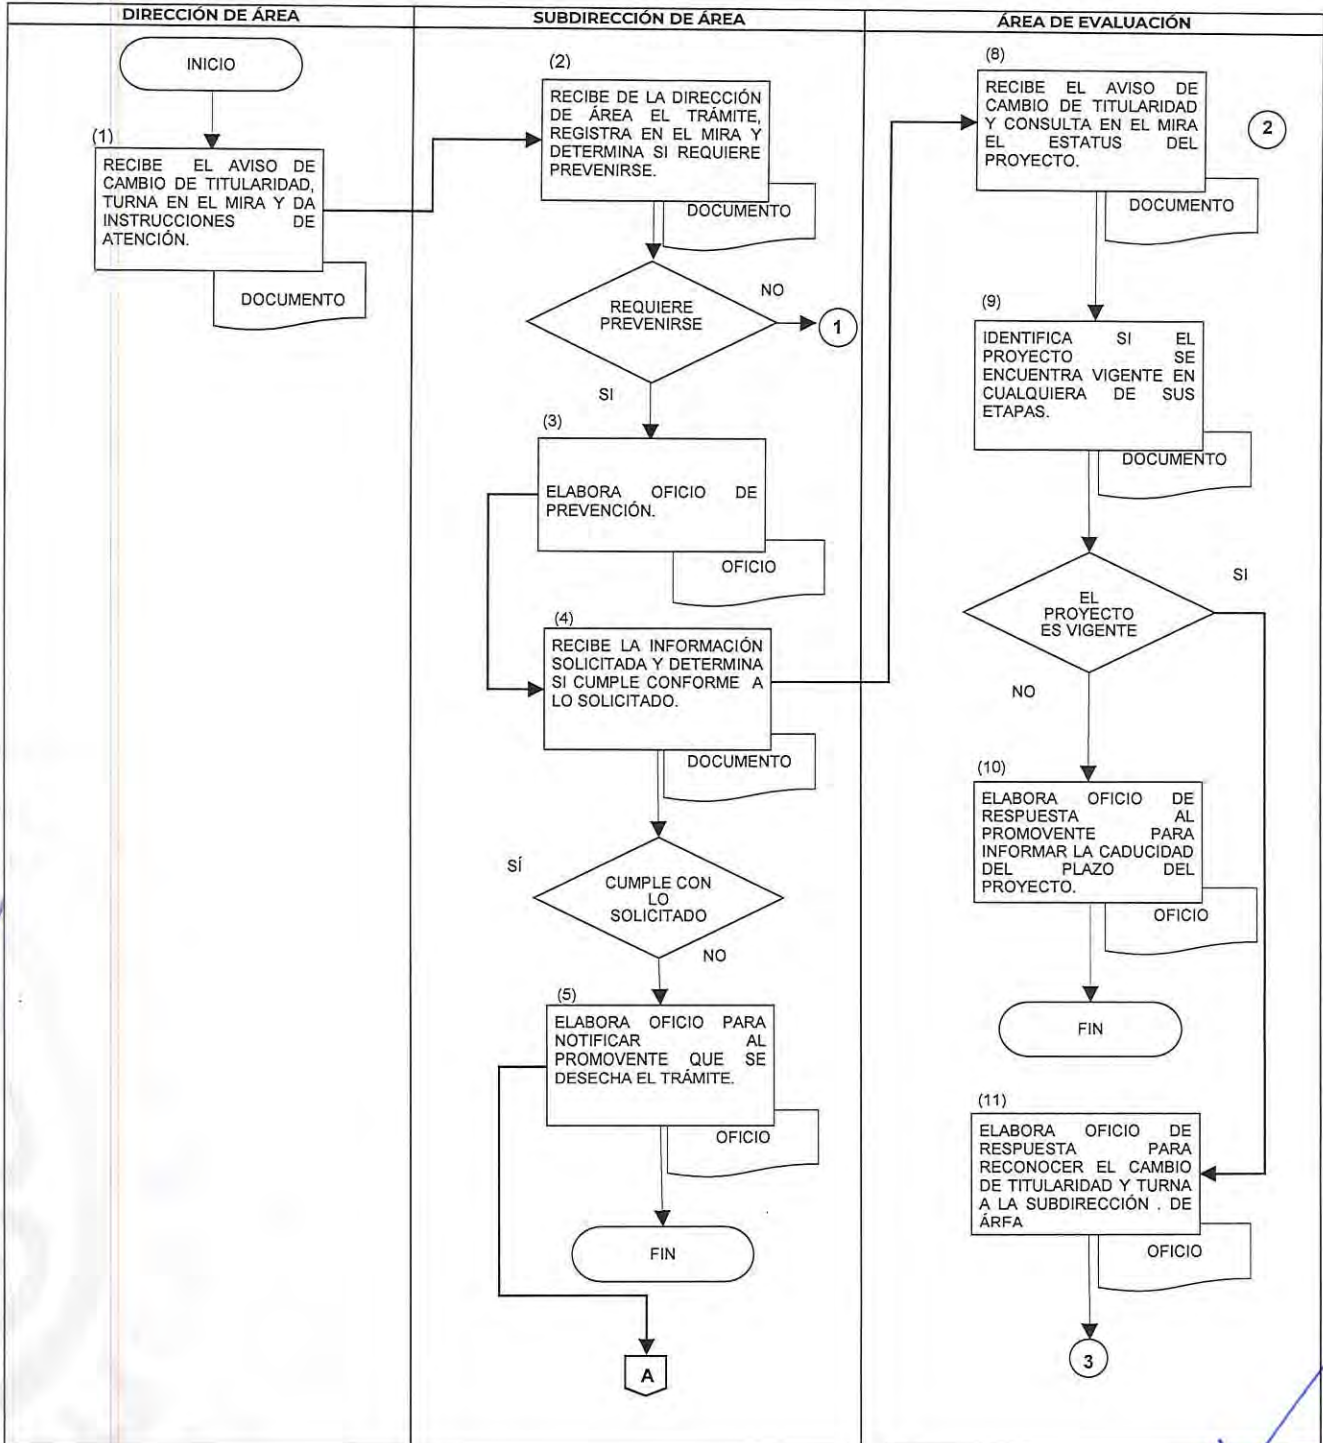 DIRECCIÓN DE ÁREA
SUBDIRECCIÓN DE ÁREA
ÁREA DE EVALUACIÓN
INICIO
(1)
RECIBE EL AVISO DE
CAMBIO DE TITULARIDAD,
TURNA EN EL MIRA Y DA
INSTRUCCIONES DE
ATENCIÓN.
DOCUMENTO
(2)
RECIBE DE LA DIRECCIÓN
DE ÁREA EL TRÁMITE,
REGISTRA EN EL MIRA Y
DETERMINA SI REQUIERE
PREVENIRSE.
DOCUMENTO
REQUIERE
PREVENIRSE
NO
1
SI
(3)
ELABORA OFICIO DE
PREVENCIÓN.
OFICIO
(4)
RECIBE LA INFORMACIÓN
SOLICITADA Y DETERMINA
SI CUMPLE CONFORME A
LO SOLICITADO.
DOCUMENTO
SÍ
CUMPLE CON
LO
SOLICITADO
NO
(5)
ELABORA OFICIO PARA
NOTIFICAR AL
PROMOVENTE QUE SE
DESECHA EL TRÁMITE.
OFICIO
FIN
A
(8)
RECIBE EL AVISO DE
CAMBIO DE TITULARIDAD
Y CONSULTA EN EL MIRA
EL ESTATUS DEL
PROYECTO.
2
DOCUMENTO
(9)
IDENTIFICA SI EL
PROYECTO SE
ENCUENTRA VIGENTE EN
CUALQUIERA DE SUS
ETAPAS.
DOCUMENTO
SI
EL
PROYECTO
ES VIGENTE
NO
(10)
ELABORA OFICIO DE
RESPUESTA AL
PROMOVENTE PARA
INFORMAR LA CADUCIDAD
DEL PLAZO DEL
PROYECTO.
OFICIO
FIN
(11)
ELABORA OFICIO DE
RESPUESTA PARA
RECONOCER EL CAMBIO
DE TITULARIDAD Y TURNA
A LA SUBDIRECCIÓN . DE
ÁRFA
OFICIO
3